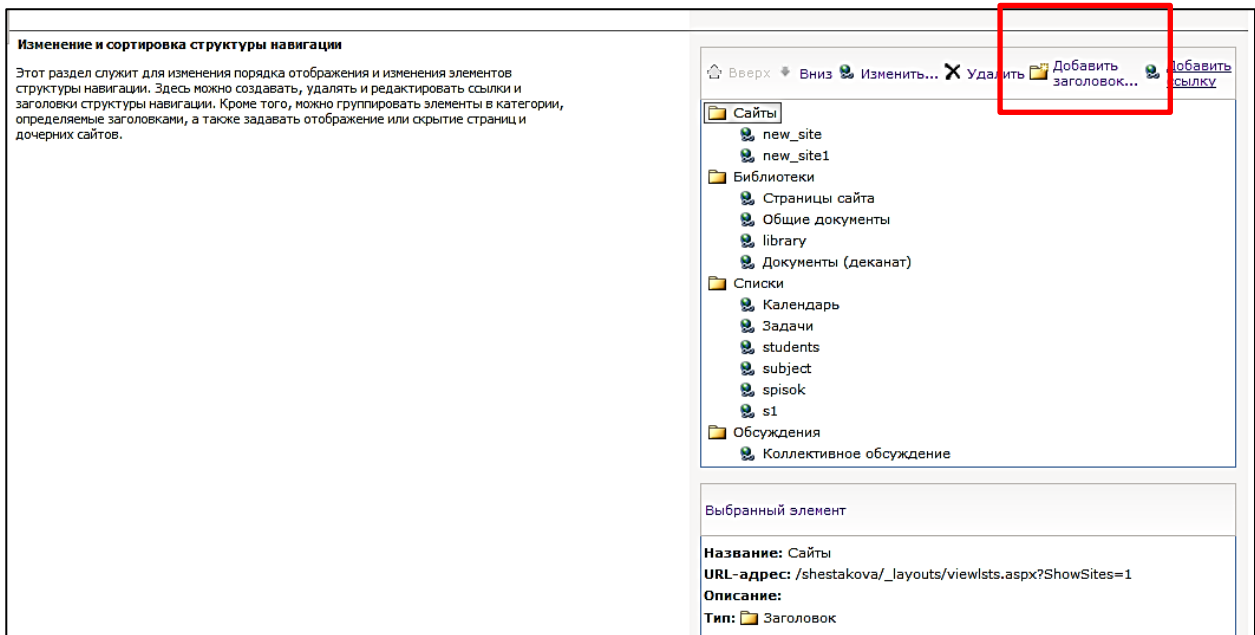 Изменение и сортировка структуры навигации
Этот раздел служит для изменения порядка отображения и изменения элементов
структуры навигации. Здесь можно создавать, удалять и редактировать ссылки и
заголовки структуры навигации. Кроме того, можно группировать элементы в категории,
определяемые заголовками, а также задавать отображение или скрытие страниц и
дочерних сайтов.
Вверх Вниз Изменить... Удалить Добавить заголовок... Добавить ссылку
Сайты
new_site
new_site1
Библиотеки
Страницы сайта
Общие документы
library
Документы (деканат)
Списки
Календарь
Задачи
students
subject
spisok
s1
Обсуждения
Коллективное обсуждение
Выбранный элемент
Название: Сайты
URL-адрес: /shestakova/_layouts/viewlsts.aspx?ShowSites=1
Описание:
Тип: Заголовок